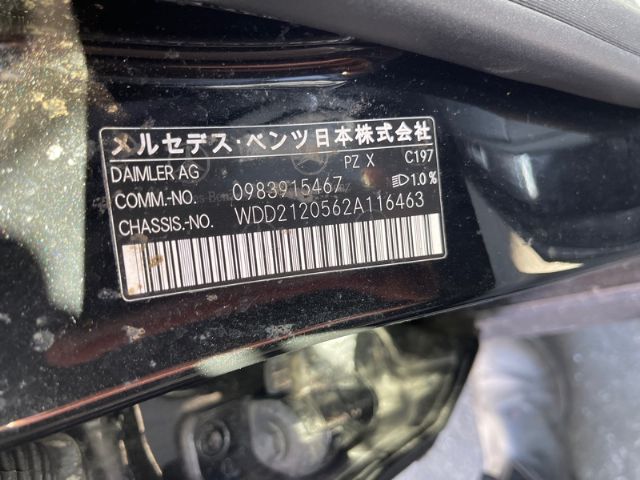 メルセデス・ベンツ日本株式会社
DAIMLER AG PZ X C197
COMM.-NO. 0983915467 1.0%
CHASSIS-NO. WDD2120562A116463